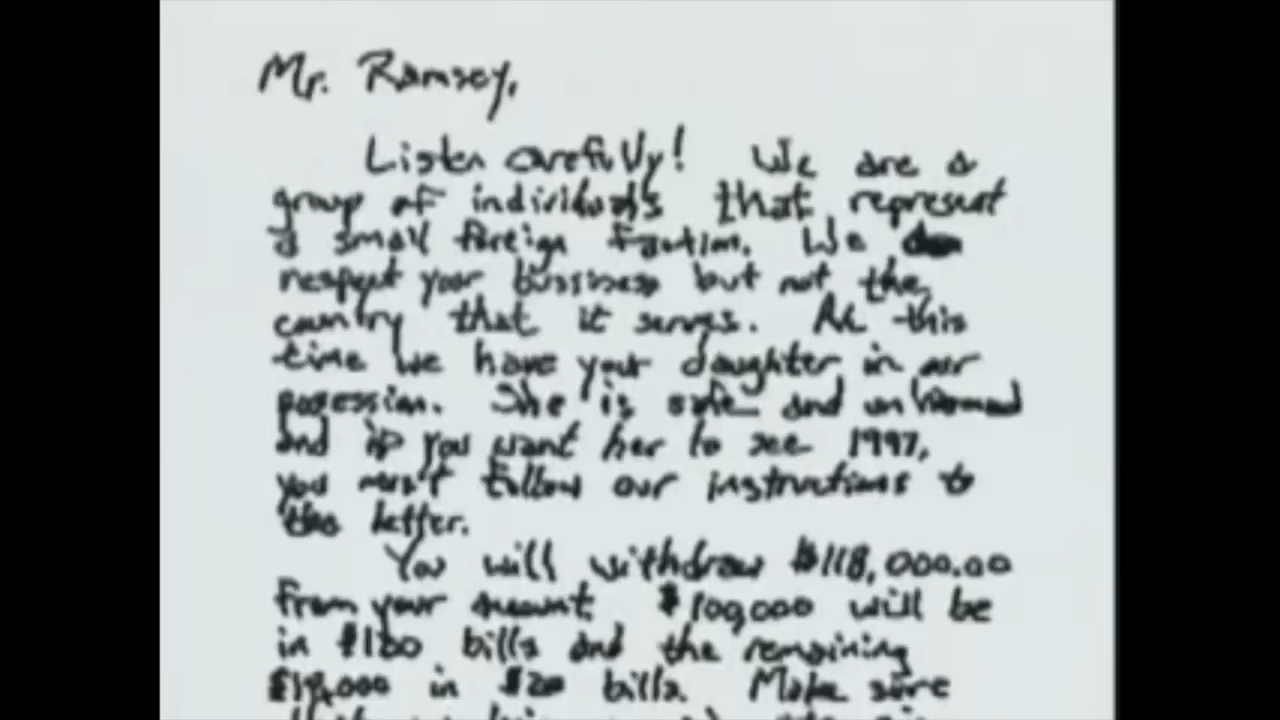 Mr. Ramsey,
Listen carefully! We are a
group of individuals that represent
a small foreign faction. We
respect your bussiness but not the
country that it serves. At this
time we have your daughter in our
posession. She is safe and unharmed
and if you want her to see 1997,
you must follow our instructions to
the letter.
You will withdraw $118,000.00
from your account. $100,000 will be
in $100 bills and the remaining
$18,000 in $20 bills. Make sure